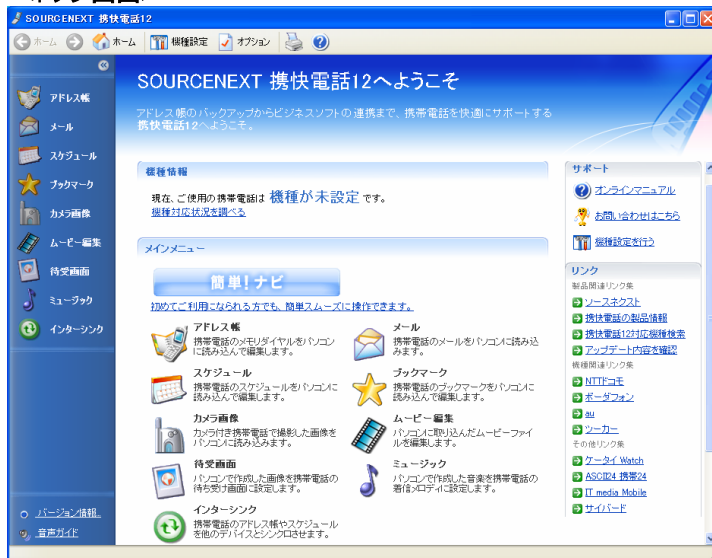 SOURCENEXT 携快電話12
ホーム
ホーム
機種設定
オプション
アドレス帳
メール
スケジュール
ブックマーク
カメラ画像
ムービー編集
待受画面
ミュージック
インターシンク
バージョン情報
音声ガイド
SOURCENEXT 携快電話12へようこそ
アドレス帳のバックアップからビジネスソフトの連携まで、携帯電話を快適にサポートする
携快電話12へようこそ。
機種情報
現在、ご使用の携帯電話は 機種が未設定 です。
機種対応状況を調べる
メインメニュー
簡単!ナビ
初めてご利用になられる方でも、簡単スムーズに操作できます。
アドレス帳
携帯電話のメモリダイヤルをパソコン
に読み込んで編集します。
メール
携帯電話のメールをパソコンに読み込
みます。
スケジュール
携帯電話のスケジュールをパソコンに
読み込んで編集します。
ブックマーク
携帯電話のブックマークをパソコンに
読み込んで編集します。
カメラ画像
カメラ付き携帯電話で撮影した画像を
パソコンに読み込みます。
ムービー編集
パソコンに取り込んだムービーファイ
ルを編集します。
待受画面
パソコンで作成した画像を携帯電話の
待ち受け画面に設定します。
ミュージック
パソコンで作成した音楽を携帯電話の
着信メロディに設定します。
インターシンク
携帯電話のアドレス帳やスケジュール
を他のデバイスとシンクロさせます。
サポート
オンラインマニュアル
お問い合わせはこちら
機種設定を行う
リンク
製品関連リンク集
ソースネクスト
携快電話の製品情報
携快電話12対応機種検索
アップデート内容を確認
機種関連リンク集
NTTドコモ
ボーダフォン
au
ツーカー
その他リンク集
ケータイ Watch
ASCII24 携帯24
IT media Mobile
サイバード